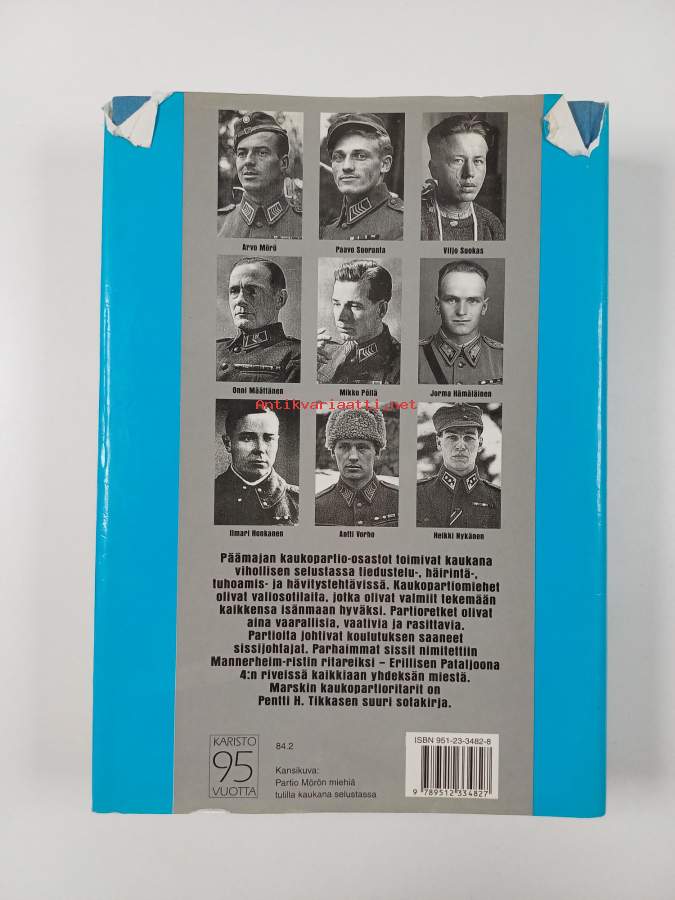 Arvo Mörö
Paavo Suoranta
Viljo Suokas
Onni Määttänen
Mikko Pöllä
Jorma Hämäläinen
Antikvariaatti.net
Ilmari Honkanen
Antti Vorho
Heikki Nykänen
Päämajan kaukopartio-osastot toimivat kaukana
vihollisen selustassa tiedustelu-, häirintä-,
tuhoamis- ja hävitystehtävissä. Kaukopartiomiehet
olivat valiosotilaita, jotka olivat valmiit tekemään
kaikkensa isänmaan hyväksi. Partioretket olivat
aina vaarallisia, vaativia ja rasittavia.
Partioita johtivat koulutuksen saaneet
sissijohtajat. Parhaimmat sissit nimitettiin
Mannerheim-ristin ritareiksi – Erillisen Pataljoona
4:n riveissä kaikkiaan yhdeksän miestä.
Marskin kaukopartioritarit on
Pentti H. Tikkasen suuri sotakirja.
KARISTO
95
VUOTTA
84.2
Kansikuva:
Partio Mörön miehiä
tulilla kaukana selustassa
ISBN 951-23-3482-8
9 789512 334827